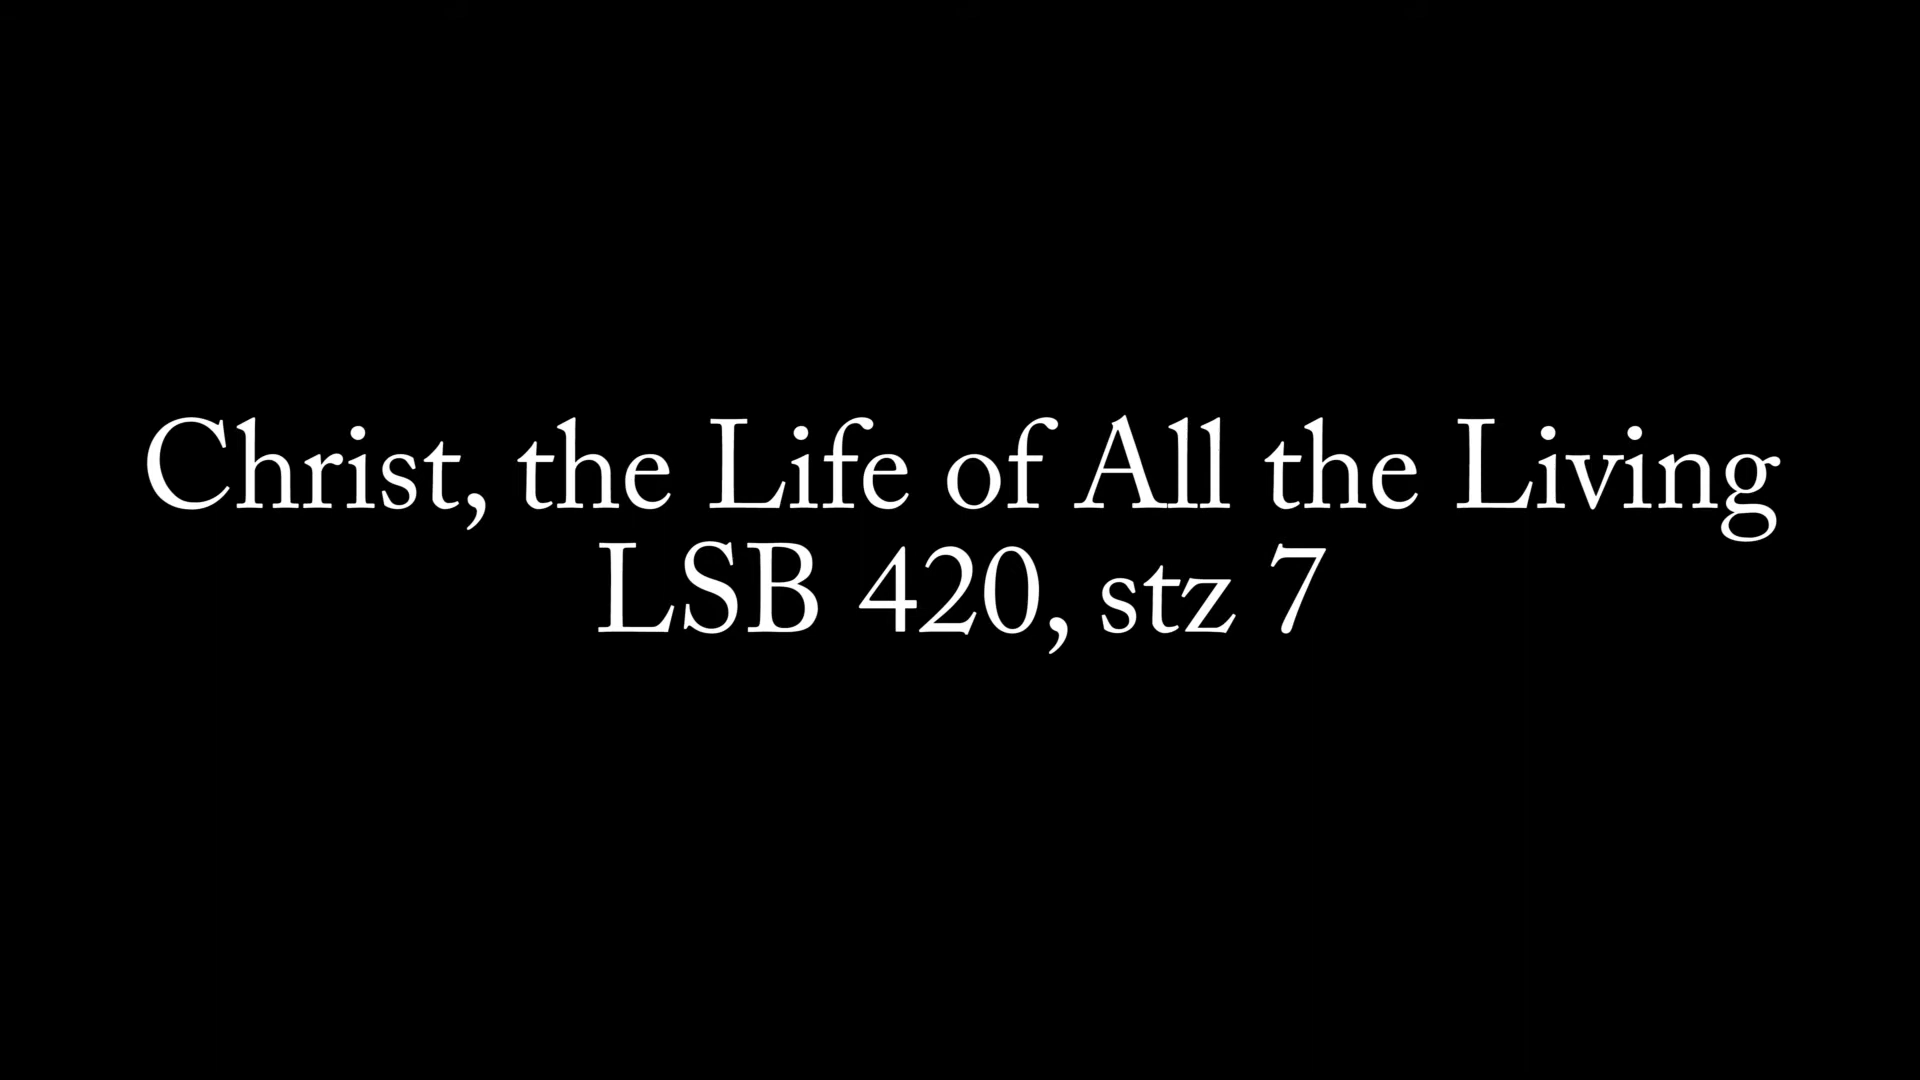 Christ, the Life of All the Living
LSB 420, stz 7